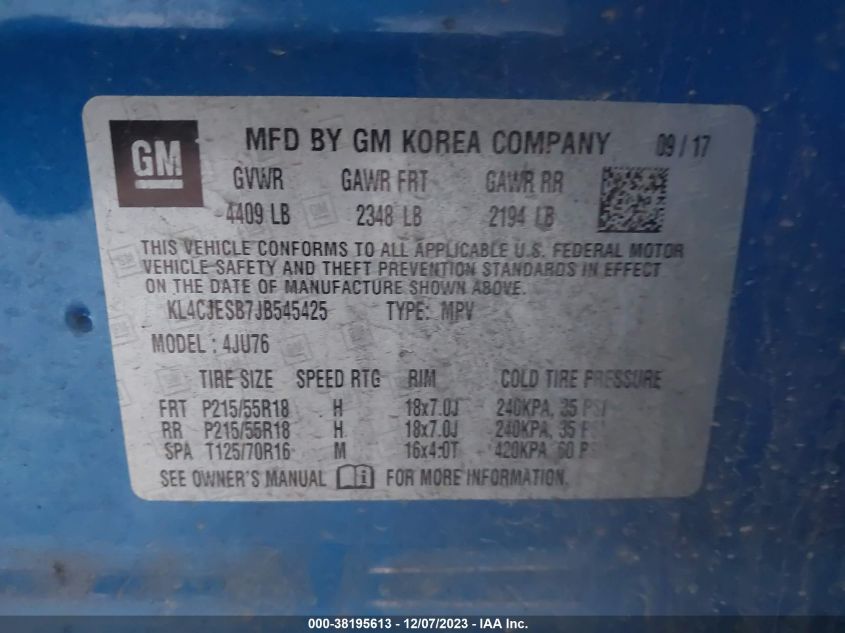 GM
MFD BY GM KOREA COMPANY 09/17
GVWR GAWR FRT GAWR RR
4409 LB 2348 LB 2194 LB
THIS VEHICLE CONFORMS TO ALL APPLICABLE U.S. FEDERAL MOTOR
VEHICLE SAFETY AND THEFT PREVENTION STANDARDS IN EFFECT
ON THE DATE OF MANUFACTURE SHOWN ABOVE.
KL4CJESB7JB545425 TYPE: MPV
MODEL : 4JU76
TIRE SIZE SPEED RTG RIM COLD TIRE PRESSURE
FRT P215/55R18 H 18x7.0J 240KPA, 35 PSI
RR P215/55R18 H 18x7.0J 240KPA, 35
SPA T125/70R16 M 16x4.0T 420KPA, 60
SEE OWNER'S MANUAL FOR MORE INFORMATION.
000-38195613 - 12/07/2023 - IAA Inc.